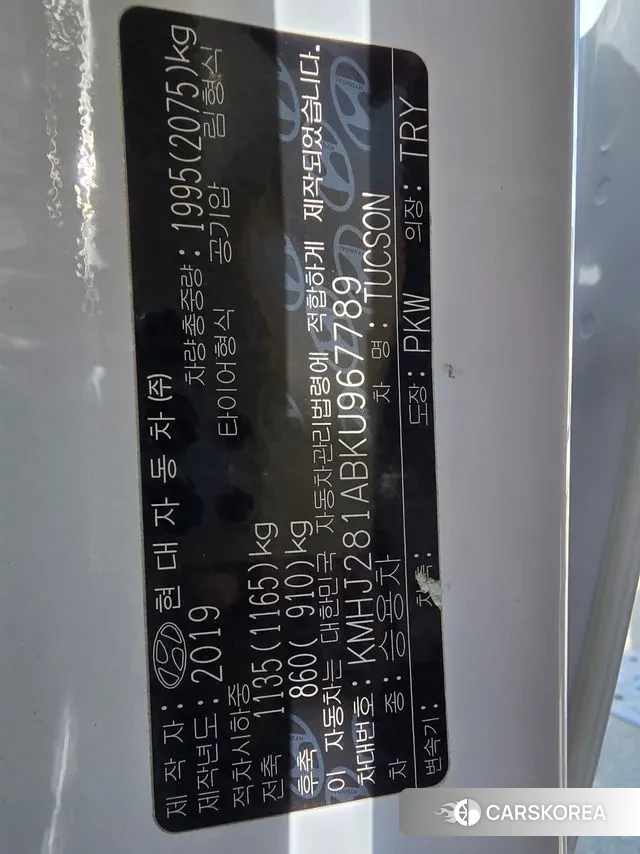 제 작 자 : HYUNDAI 현 대 자 동 차 (주)
제작년도 : 2019 차량총중량 : 1995(2075)kg
적차시하중 타이어형식 공기압 림형식
전축 1135(1165)kg
후축 860( 910)kg
이 자동차는 대한민국 자동차관리법령에 적합하게 제작되었습니다.
차대번호 : KMHJ281ABKU967789
차 종 : 승용차 차 명 : TUCSON
변속기 : 차축 : 도장 : PKW 의장 : TRY
CARSKOREA